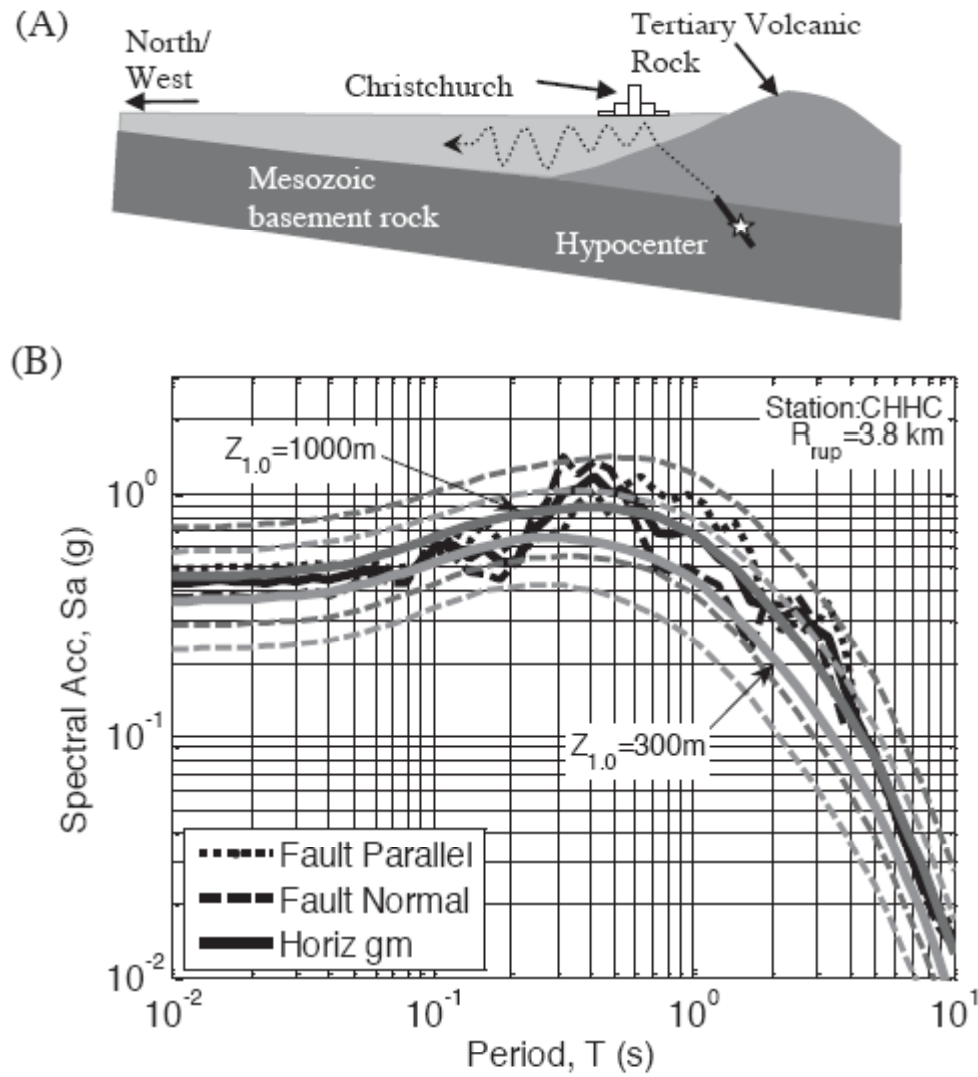 (A)
North/
West
Christchurch
Tertiary Volcanic
Rock
Mesozoic
basement rock
Hypocenter
(B)
Station:CHHC
R_rup=3.8 km
Z_1.0=1000m
Z_1.0=300m
Spectral Acc, Sa (g)
10^0
10^-1
10^-2
Fault Parallel
Fault Normal
Horiz gm
10^-2
10^-1
10^0
10^1
Period, T (s)